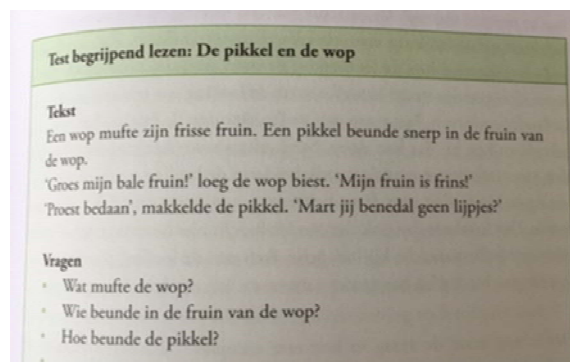 Test begrijpend lezen: De pikkel en de wop
Tekst
Een wop mufte zijn frisse fruin. Een pikkel beunde snerp in de fruin van
de wop.
‘Groes mijn bale fruin!’ loeg de wop biest. ‘Mijn fruin is frins!’
‘Proest bedaan’, makkelde de pikkel. ‘Mart jij benedal geen lijpjes?’
Vragen
• Wat mufte de wop?
• Wie beunde in de fruin van de wop?
• Hoe beunde de pikkel?